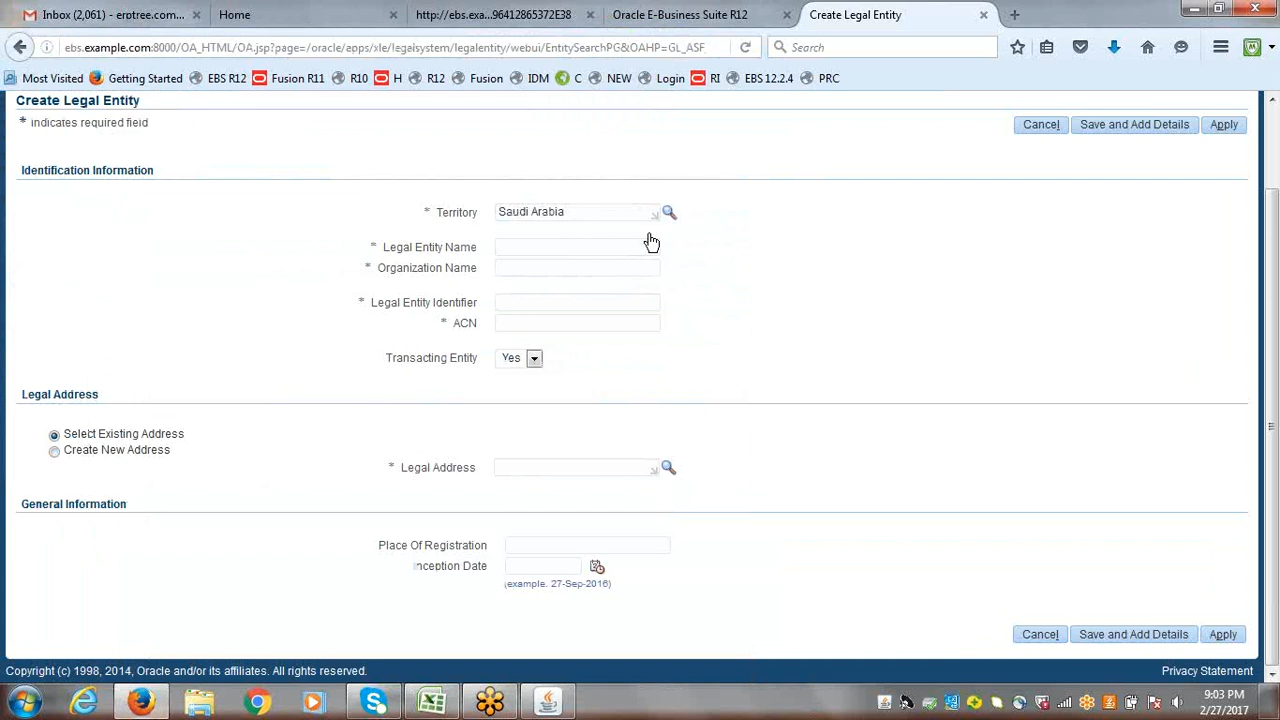 Inbox (2,061) - erptree.com...
Home
http://ebs.exa...96412865372E38
Oracle E-Business Suite R12
Create Legal Entity
ebs.example.com:8000/OA_HTML/OA.jsp?page=/oracle/apps/xle/legalsystem/legalentity/webui/EntitySearchPG&OAHP=GL_ASF
Search
Most Visited Getting Started EBS R12 Fusion R11 R10 H R12 Fusion IDM C NEW Login RI EBS 12.2.4 PRC
Create Legal Entity
* indicates required field
Cancel Save and Add Details Apply
Identification Information
* Territory Saudi Arabia
* Legal Entity Name
* Organization Name
* Legal Entity Identifier
* ACN
Transacting Entity Yes
Legal Address
Select Existing Address
Create New Address
* Legal Address
General Information
Place Of Registration
nception Date
(example. 27-Sep-2016)
Cancel Save and Add Details Apply
Copyright (c) 1998, 2014, Oracle and/or its affiliates. All rights reserved.
Privacy Statement
9:03 PM
2/27/2017